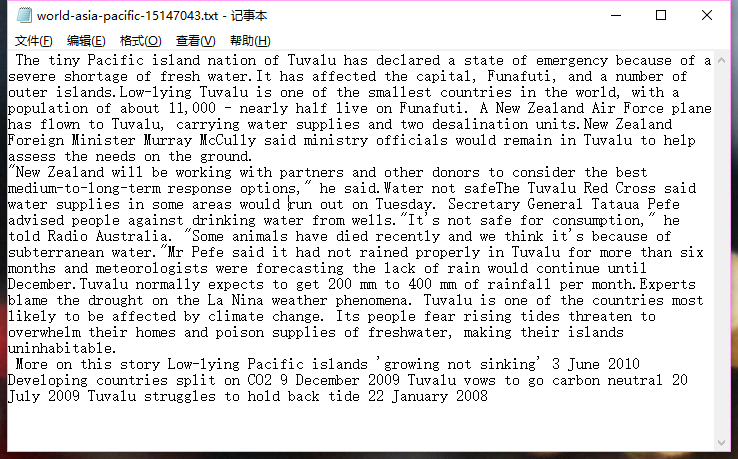 world-asia-pacific-15147043.txt - 记事本
文件(F) 编辑(E) 格式(O) 查看(V) 帮助(H)
The tiny Pacific island nation of Tuvalu has declared a state of emergency because of a
severe shortage of fresh water.It has affected the capital, Funafuti, and a number of
outer islands.Low-lying Tuvalu is one of the smallest countries in the world, with a
population of about 11,000 - nearly half live on Funafuti. A New Zealand Air Force plane
has flown to Tuvalu, carrying water supplies and two desalination units.New Zealand
Foreign Minister Murray McCully said ministry officials would remain in Tuvalu to help
assess the needs on the ground.
"New Zealand will be working with partners and other donors to consider the best
medium-to-long-term response options," he said.Water not safeThe Tuvalu Red Cross said
water supplies in some areas would run out on Tuesday. Secretary General Tataua Pefe
advised people against drinking water from wells."It's not safe for consumption," he
told Radio Australia. "Some animals have died recently and we think it's because of
subterranean water."Mr Pefe said it had not rained properly in Tuvalu for more than six
months and meteorologists were forecasting the lack of rain would continue until
December.Tuvalu normally expects to get 200 mm to 400 mm of rainfall per month.Experts
blame the drought on the La Nina weather phenomena. Tuvalu is one of the countries most
likely to be affected by climate change. Its people fear rising tides threaten to
overwhelm their homes and poison supplies of freshwater, making their islands
uninhabitable.
More on this story Low-lying Pacific islands 'growing not sinking' 3 June 2010
Developing countries split on CO2 9 December 2009 Tuvalu vows to go carbon neutral 20
July 2009 Tuvalu struggles to hold back tide 22 January 2008